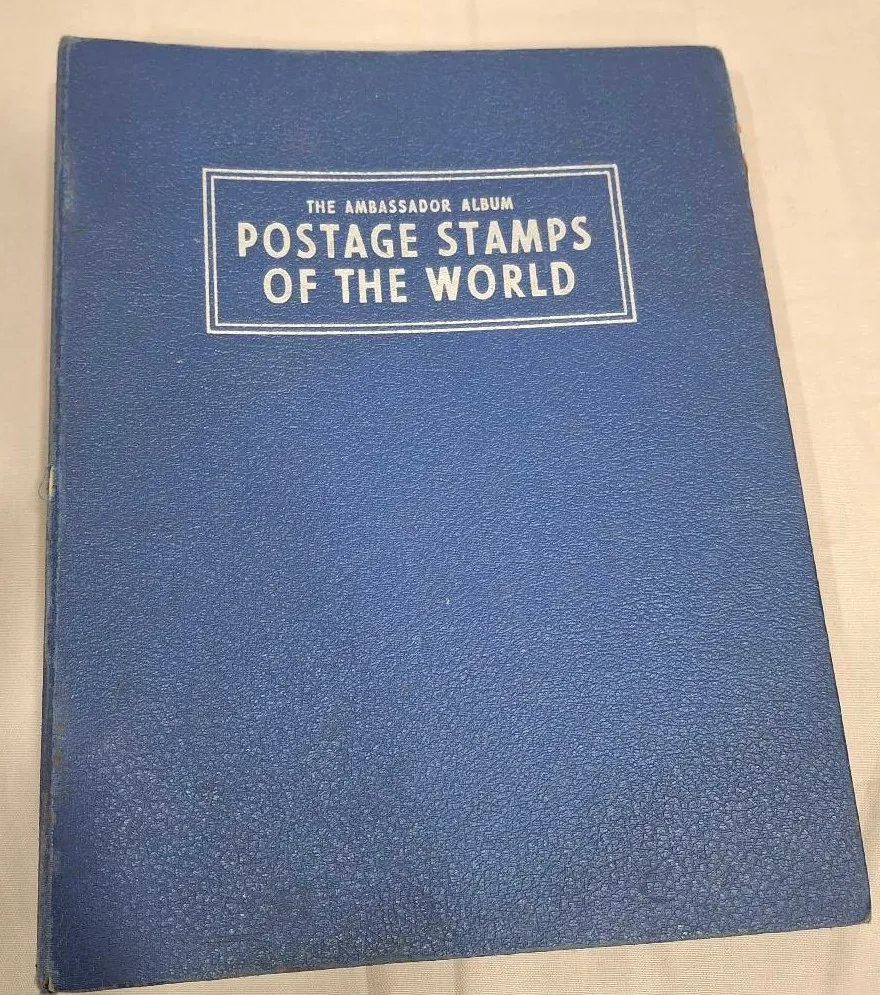 THE AMBASSADOR ALBUM
POSTAGE STAMPS
OF THE WORLD